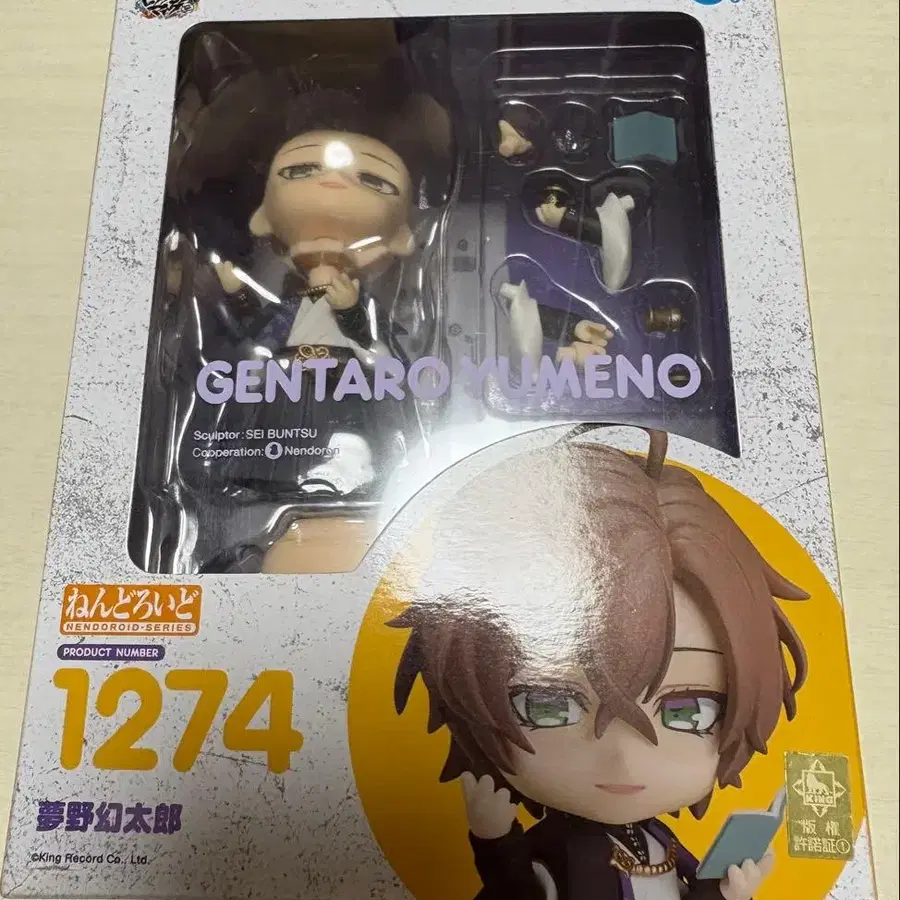 GENTARO YUMENO
Sculptor: SEI BUNTSU
Cooperation: Nendoron
ねんどろいど
NENDOROID-SERIES
PRODUCT NUMBER
1274
夢野幻太郎
©King Record Co., Ltd.
KING
版権
許諾証①